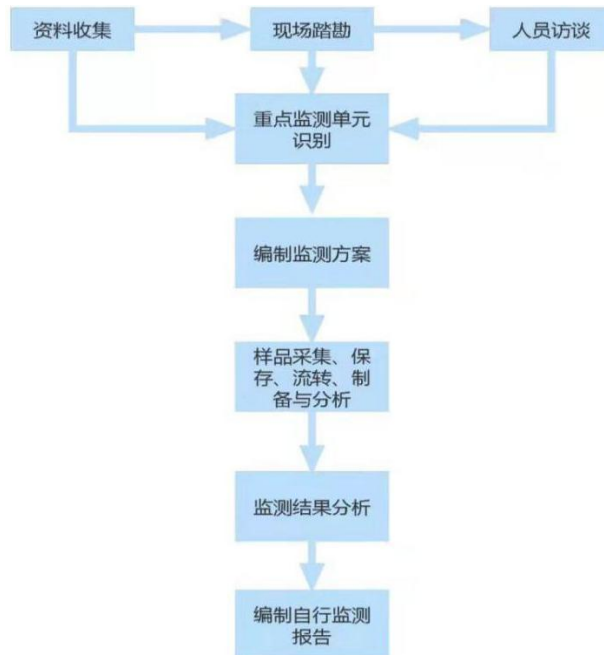 资料收集
现场踏勘
人员访谈
重点监测单元
识别
编制监测方案
样品采集、保
存、流转、制
备与分析
监测结果分析
编制自行监测
报告